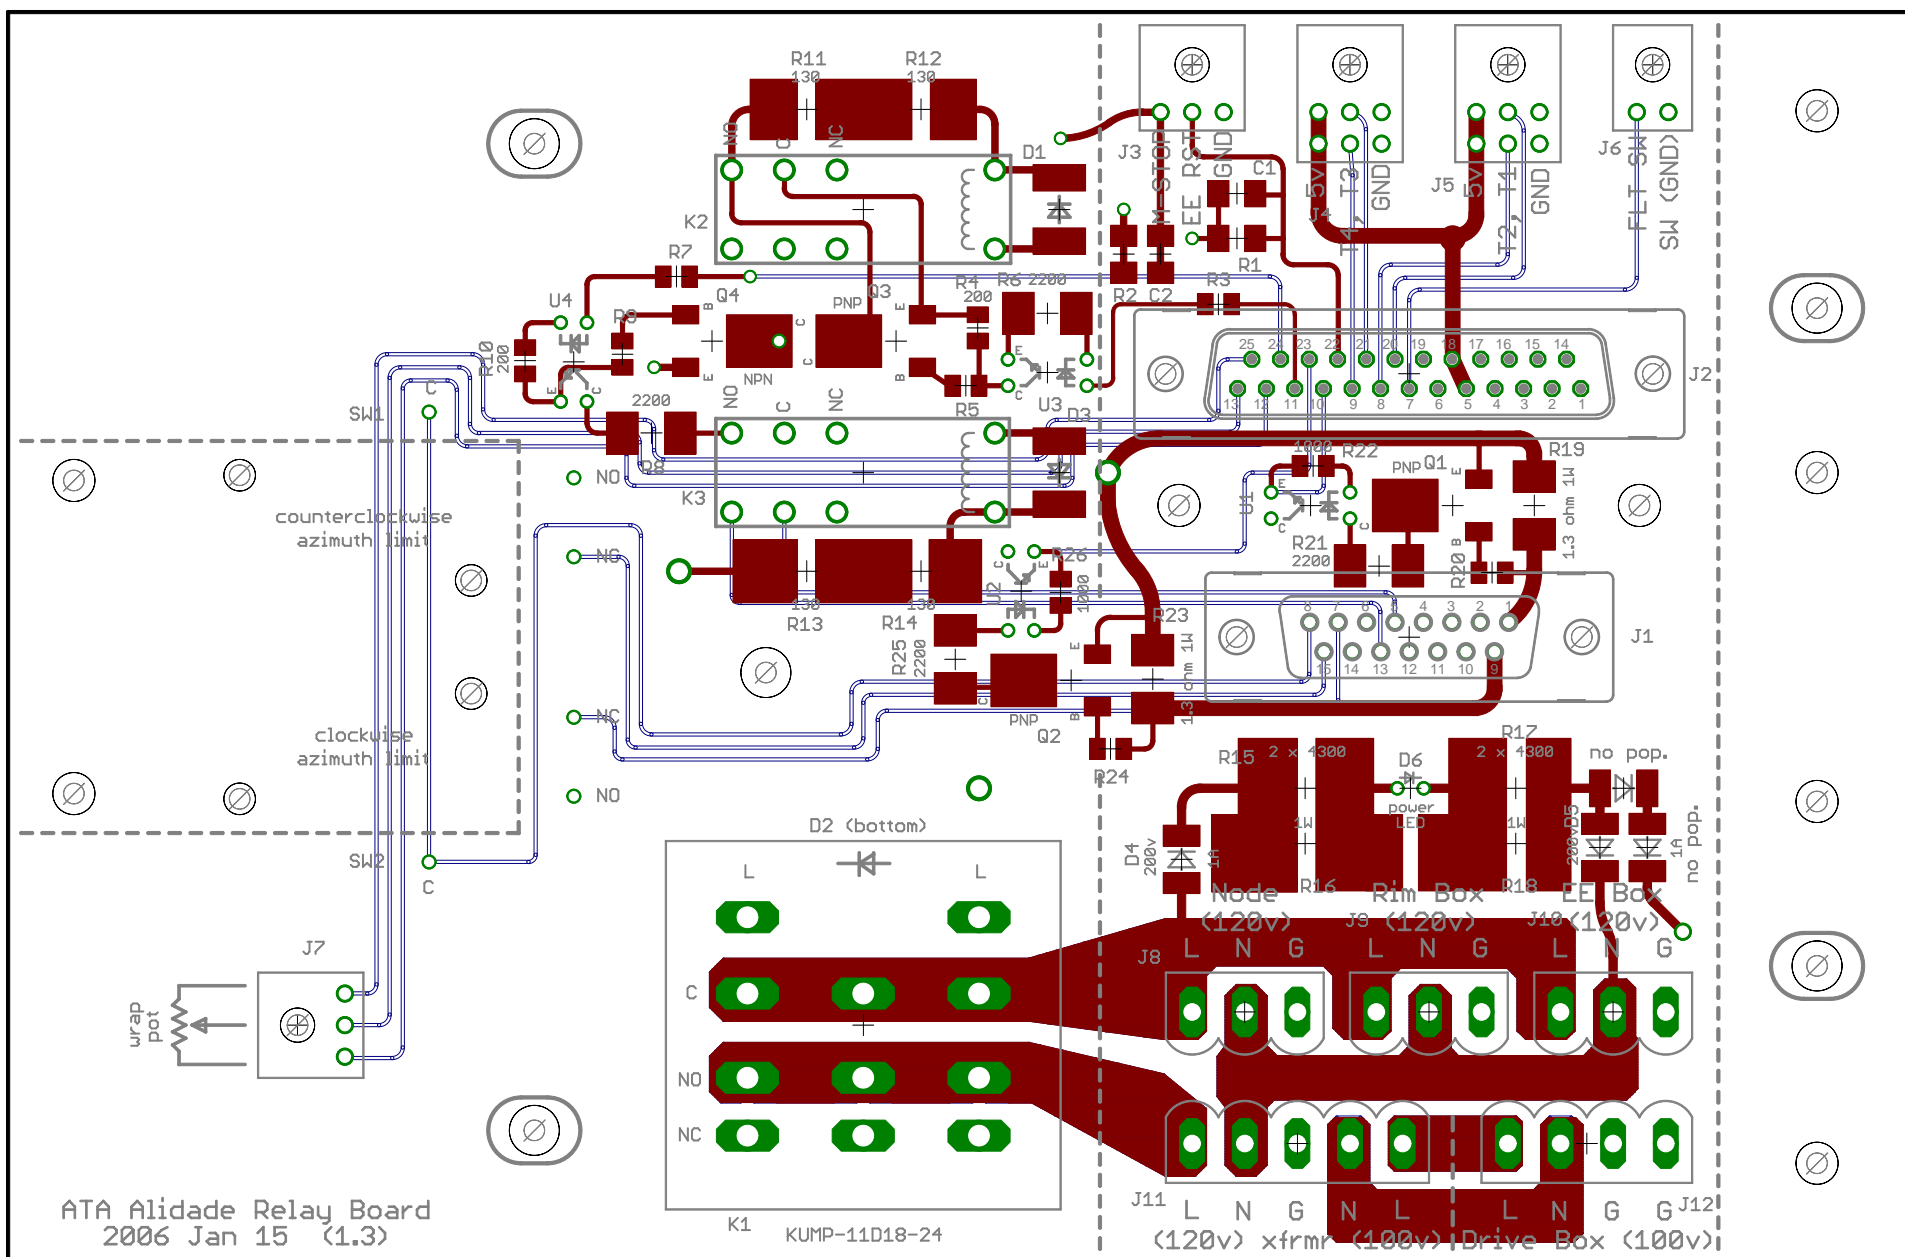 R11
130
R12
130
NO
C
NC
D1
K2
J3
M-STOP
EE RST
GND
C1
R1
R2
C2
R3
5v
T4, T3
GND
J4
J5
5v
T2, T1
GND
J6
FLT SW
SW (GND)
R7
U4
R9
R10
200
Q4
B
E
C
NPN
Q3
PNP
C
E
B
R4
200
R5
R6
2200
E
C
U3
D3
25 24 23 22 21 20 19 18 17 16 15 14
13 12 11 10 9 8 7 6 5 4 3 2 1
J2
C
SW1
E
C
2200
R8
NO
C
NC
K3
NO
NC
counterclockwise
azimuth limit
clockwise
azimuth limit
NC
NO
SW2
C
1000
R22
U1
E
C
PNP
Q1
C
E
B
R19
1.3 ohm 1W
R21
2200
R20
130
R13
130
R14
C
E
U2
R26
1000
R25
2200
C
PNP
Q2
E
B
R23
1.3 ohm 1W
R24
8 7 6 5 4 3 2 1
15 14 13 12 11 10 9
J1
R15
2 x 4300
1W
R16
D6
power
LED
R17
2 x 4300
1W
R18
no pop.
D5
200v
1A
no pop.
D4
200v
1A
D2 (bottom)
L
L
C
NO
NC
K1
KUMP-11D18-24
Node
(120v)
Rim Box
(120v)
EE Box
(120v)
J8
L N G
J9
L N G
J10
L N G
J11
L N G N L
(120v) xfrmr (100v)
J12
L N G G
Drive Box (100v)
J7
wrap
pot
ATA Alidade Relay Board
2006 Jan 15 (1.3)